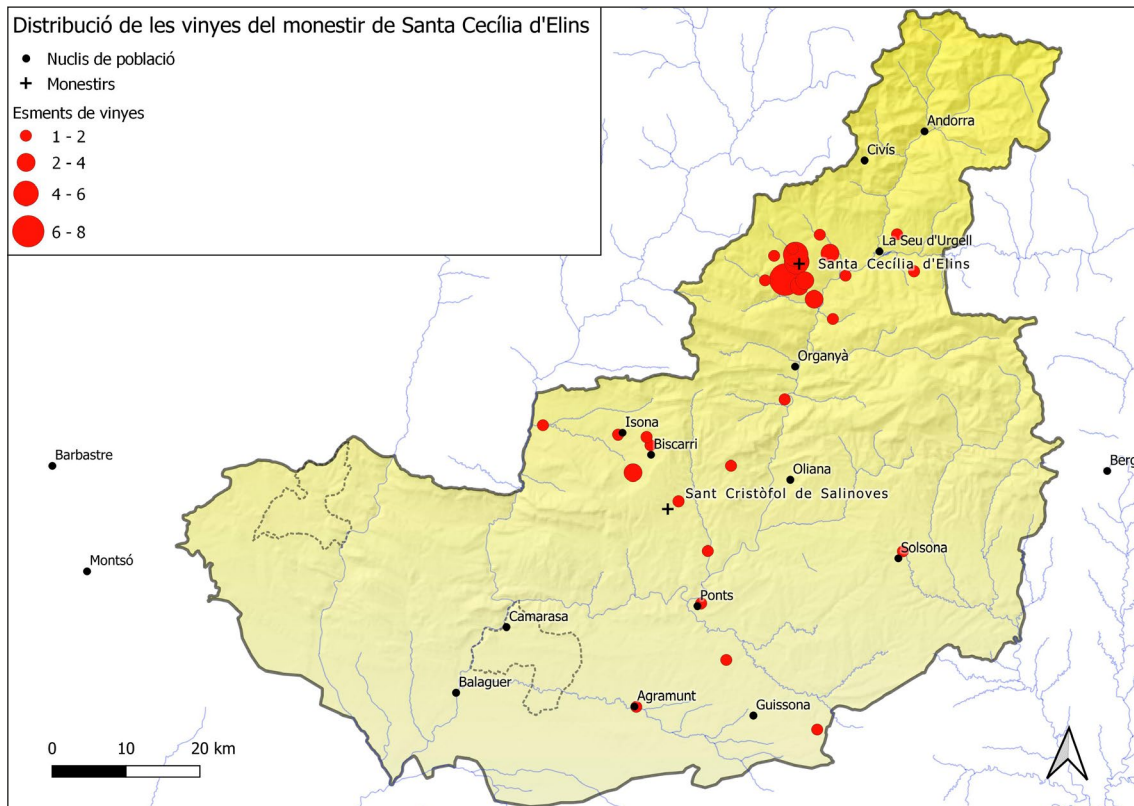 Distribució de les vinyes del monestir de Santa Cecília d'Elins
Nuclis de població
Monestirs
Esments de vinyes
1 - 2
2 - 4
4 - 6
6 - 8
Andorra
Civís
La Seu d'Urgell
Santa Cecília d'Elins
Organyà
Isona
Biscarri
Barbastre
Oliana
Berg
Sant Cristòfol de Salinoves
Solsona
Montsó
Ponts
Camarasa
Balaguer
Agramunt
Guissona
0 10 20 km